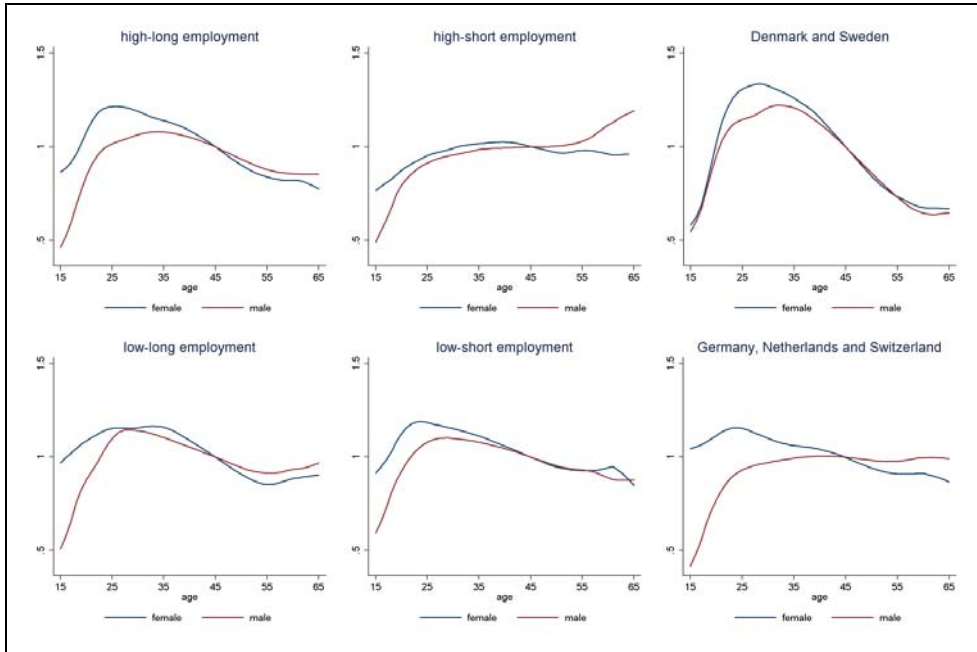 high-long employment
1.5
1
.5
15 25 35 45 55 65
age
female male
high-short employment
1.5
1
.5
15 25 35 45 55 65
age
female male
Denmark and Sweden
1.5
1
.5
15 25 35 45 55 65
age
female male
low-long employment
1.5
1
.5
15 25 35 45 55 65
age
female male
low-short employment
1.5
1
.5
15 25 35 45 55 65
age
female male
Germany, Netherlands and Switzerland
1.5
1
.5
15 25 35 45 55 65
age
female male